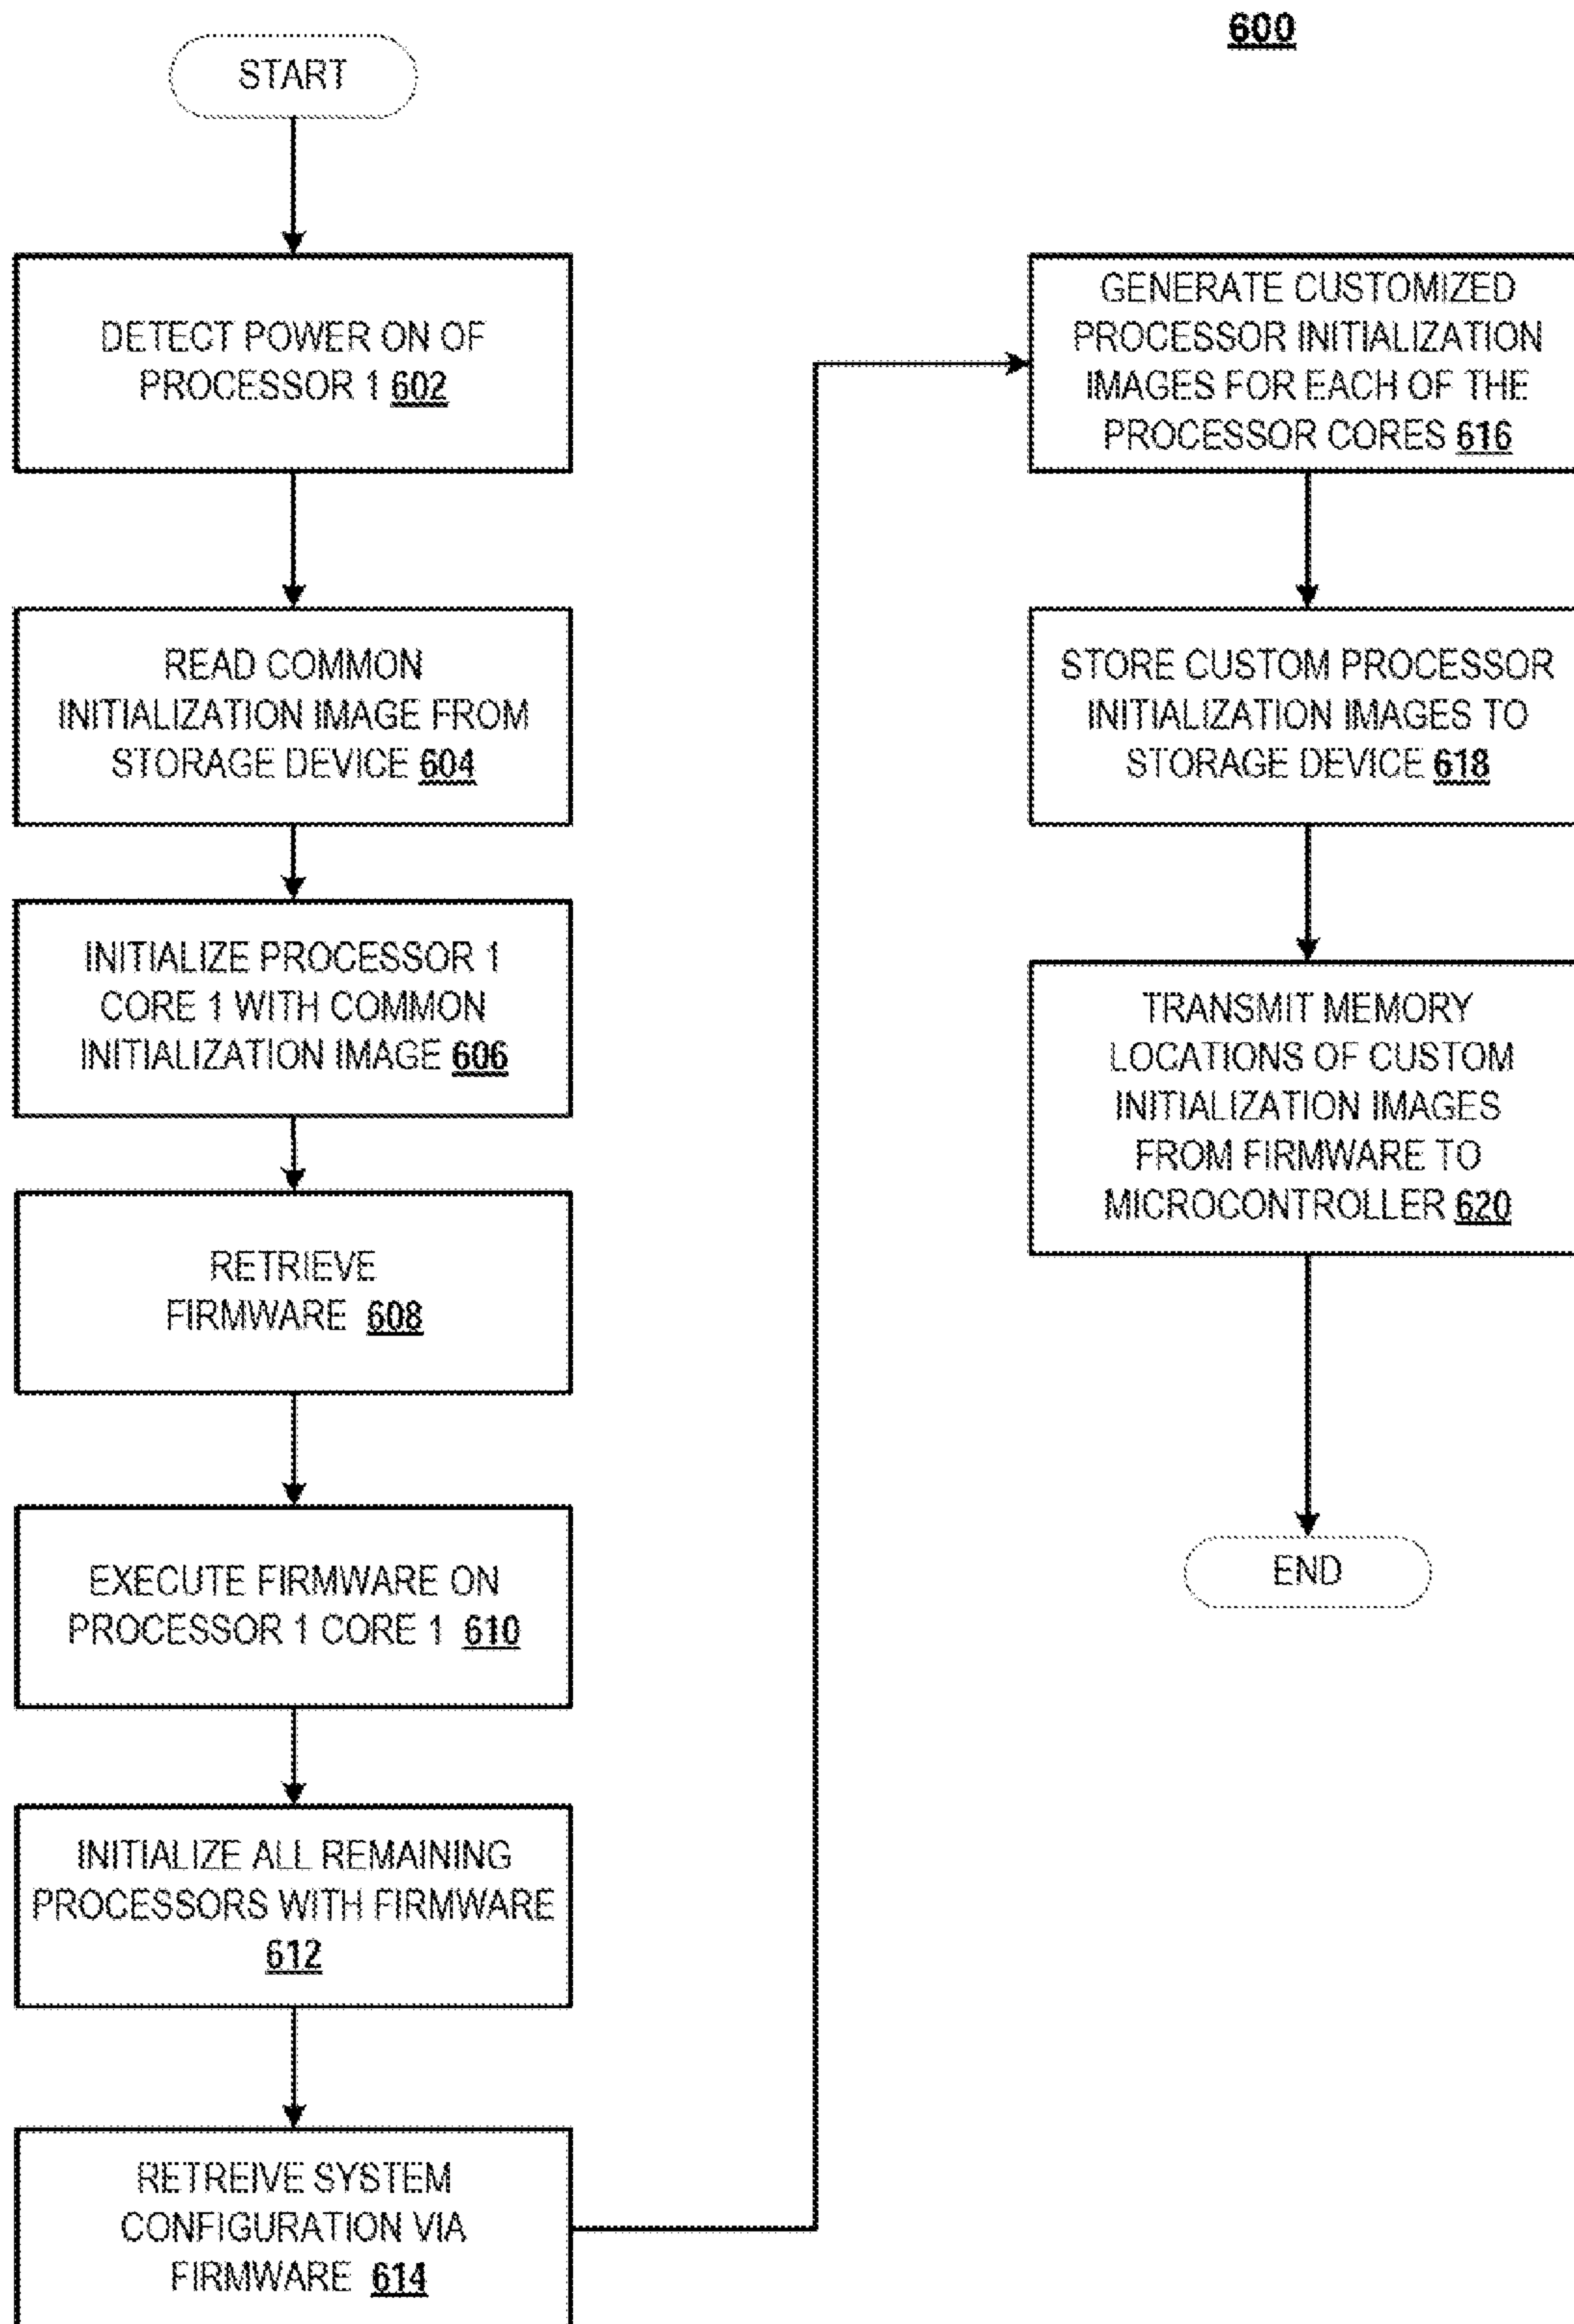 600
START
DETECT POWER ON OF
PROCESSOR 1 602
READ COMMON
INITIALIZATION IMAGE FROM
STORAGE DEVICE 604
INITIALIZE PROCESSOR 1
CORE 1 WITH COMMON
INITIALIZATION IMAGE 606
RETRIEVE
FIRMWARE 608
EXECUTE FIRMWARE ON
PROCESSOR 1 CORE 1 610
INITIALIZE ALL REMAINING
PROCESSORS WITH FIRMWARE
612
RETREIVE SYSTEM
CONFIGURATION VIA
FIRMWARE 614
GENERATE CUSTOMIZED
PROCESSOR INITIALIZATION
IMAGES FOR EACH OF THE
PROCESSOR CORES 616
STORE CUSTOM PROCESSOR
INITIALIZATION IMAGES TO
STORAGE DEVICE 618
TRANSMIT MEMORY
LOCATIONS OF CUSTOM
INITIALIZATION IMAGES
FROM FIRMWARE TO
MICROCONTROLLER 620
END